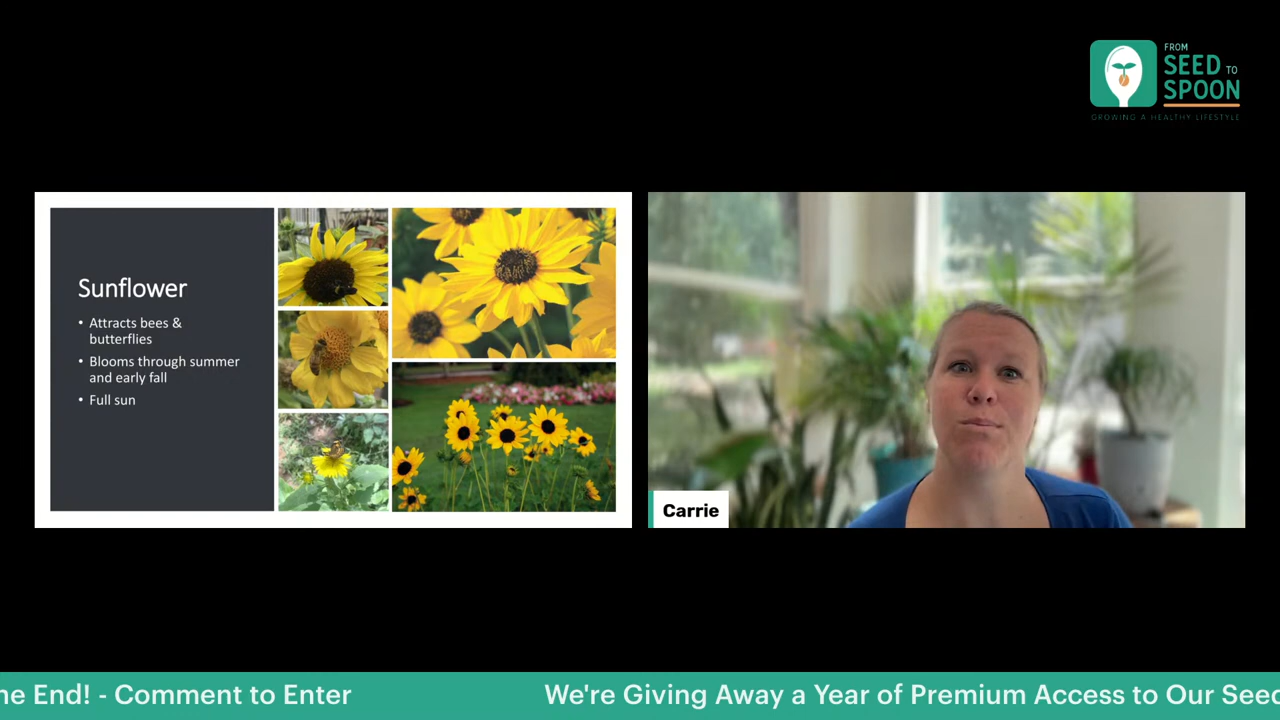 FROM
SEED TO
SPOON
GROWING A HEALTHY LIFESTYLE
Sunflower
• Attracts bees &
butterflies
• Blooms through summer
and early fall
• Full sun
Carrie
he End! - Comment to Enter We're Giving Away a Year of Premium Access to Our Seed